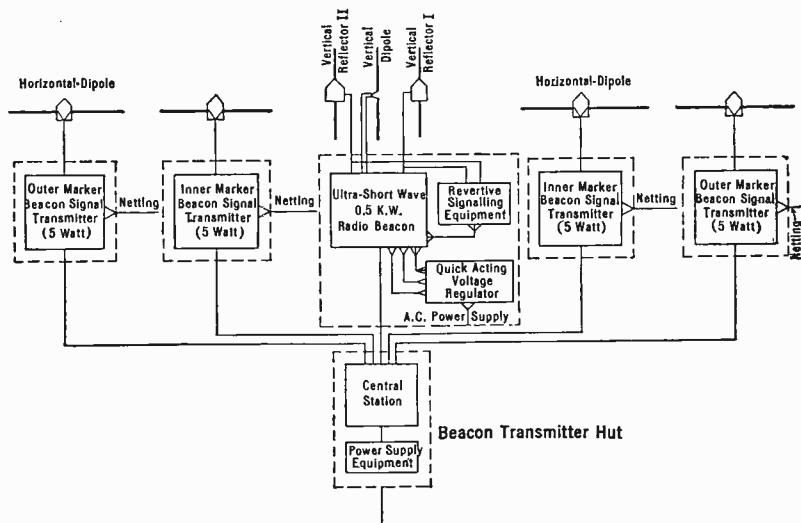 Vertical
Reflector II
Vertical
Dipole
Vertical
Reflector I
Horizontal-Dipole
Horizontal-Dipole
Outer Marker
Beacon Signal
Transmitter
(5 Watt)
Netting
Inner Marker
Beacon Signal
Transmitter
(5 Watt)
Netting
Ultra-Short Wave
0,5 K.W.
Radio Beacon
Revertive
Signalling
Equipment
Quick Acting
Voltage
Regulator
A.C. Power Supply
Inner Marker
Beacon Signal
Transmitter
(5 Watt)
Netting
Outer Marker
Beacon Signal
Transmitter
(5 Watt)
Netting
Central
Station
Power Supply
Equipment
Beacon Transmitter Hut